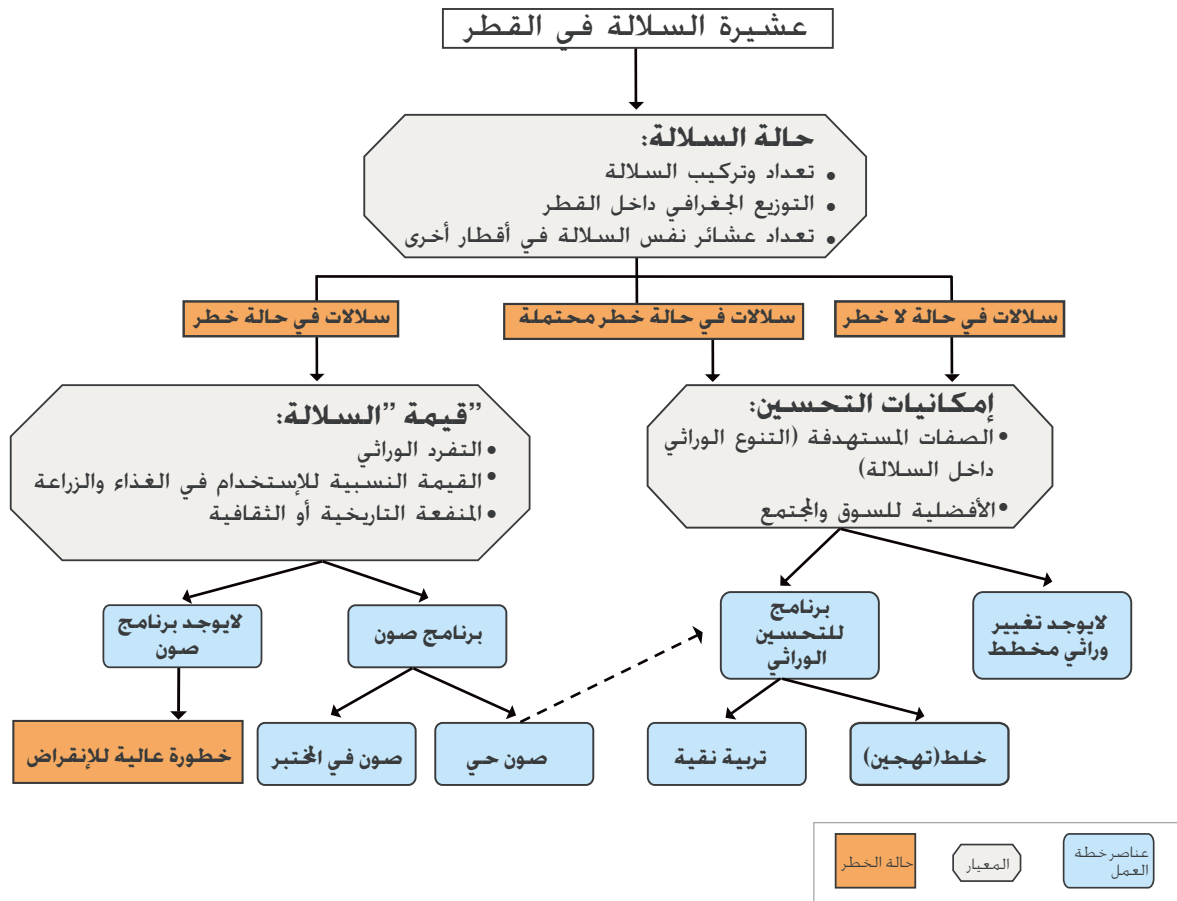 عشيرة السلالة في القطر
حالة السلالة:
• تعداد وتركيب السلالة
• التوزيع الجغرافي داخل القطر
• تعداد عشائر نفس السلالة في أقطار أخرى
سلالات في حالة لا خطر
سلالات في حالة خطر محتملة
سلالات في حالة خطر
إمكانيات التحسين:
• الصفات المستهدفة (التنوع الوراثي
داخل السلالة)
• الأفضلية للسوق والمجتمع
”قيمة ”السلالة:
• التفرد الوراثي
• القيمة النسبية للإستخدام في الغذاء والزراعة
• المنفعة التاريخية أو الثقافية
لايوجد تغيير
وراثي مخطط
برنامج
للتحسين
الوراثي
برنامج صون
لايوجد برنامج
صون
خلط(تهجين)
تربية نقية
صون حي
صون في المختبر
خطورة عالية للإنقراض
عناصرخطة
العمل
المعيار
حالة الخطر